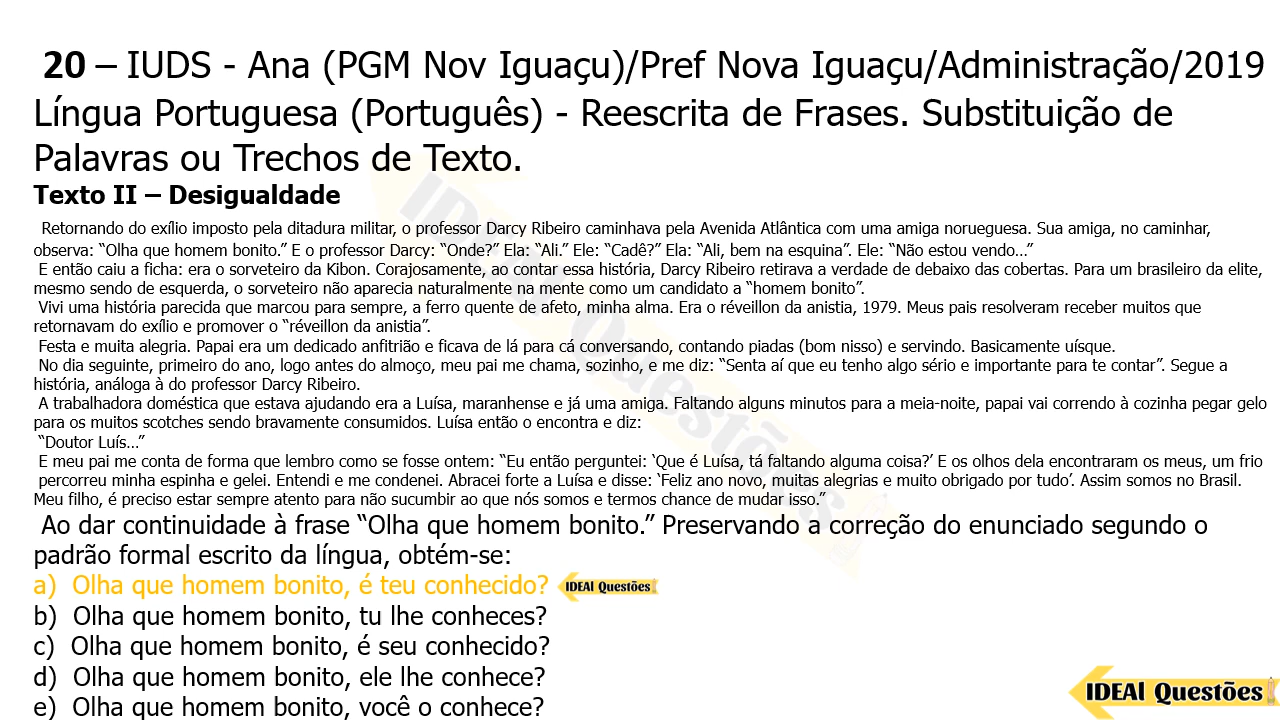 20 – IUDS - Ana (PGM Nov Iguaçu)/Pref Nova Iguaçu/Administração/2019
Língua Portuguesa (Português) - Reescrita de Frases. Substituição de
Palavras ou Trechos de Texto.
Texto II – Desigualdade
Retornando do exílio imposto pela ditadura militar, o professor Darcy Ribeiro caminhava pela Avenida Atlântica com uma amiga norueguesa. Sua amiga, no caminhar,
observa: “Olha que homem bonito.” E o professor Darcy: “Onde?” Ela: “Ali.” Ele: “Cadê?” Ela: “Ali, bem na esquina”. Ele: “Não estou vendo…”
E então caiu a ficha: era o sorveteiro da Kibon. Corajosamente, ao contar essa história, Darcy Ribeiro retirava a verdade de debaixo das cobertas. Para um brasileiro da elite,
mesmo sendo de esquerda, o sorveteiro não aparecia naturalmente na mente como um candidato a “homem bonito”.
Vivi uma história parecida que marcou para sempre, a ferro quente de afeto, minha alma. Era o réveillon da anistia, 1979. Meus pais resolveram receber muitos que
retornavam do exílio e promover o “réveillon da anistia”.
Festa e muita alegria. Papai era um dedicado anfitrião e ficava de lá para cá conversando, contando piadas (bom nisso) e servindo. Basicamente uísque.
No dia seguinte, primeiro do ano, logo antes do almoço, meu pai me chama, sozinho, e me diz: “Senta aí que eu tenho algo sério e importante para te contar”. Segue a
história, análoga à do professor Darcy Ribeiro.
A trabalhadora doméstica que estava ajudando era a Luísa, maranhense e já uma amiga. Faltando alguns minutos para a meia-noite, papai vai correndo à cozinha pegar gelo
para os muitos scotches sendo bravamente consumidos. Luísa então o encontra e diz:
“Doutor Luís…”
E meu pai me conta de forma que lembro como se fosse ontem: “Eu então perguntei: ‘Que é Luísa, tá faltando alguma coisa?’ E os olhos dela encontraram os meus, um frio
percorreu minha espinha e gelei. Entendi e me condenei. Abracei forte a Luísa e disse: ‘Feliz ano novo, muitas alegrias e muito obrigado por tudo’. Assim somos no Brasil.
Meu filho, é preciso estar sempre atento para não sucumbir ao que nós somos e termos chance de mudar isso.”
Ao dar continuidade à frase “Olha que homem bonito.” Preservando a correção do enunciado segundo o
padrão formal escrito da língua, obtém-se:
a) Olha que homem bonito, é teu conhecido? IDEAl Questões
b) Olha que homem bonito, tu lhe conheces?
c) Olha que homem bonito, é seu conhecido?
d) Olha que homem bonito, ele lhe conhece?
e) Olha que homem bonito, você o conhece?
IDEAl Questões
IDEAl Questões